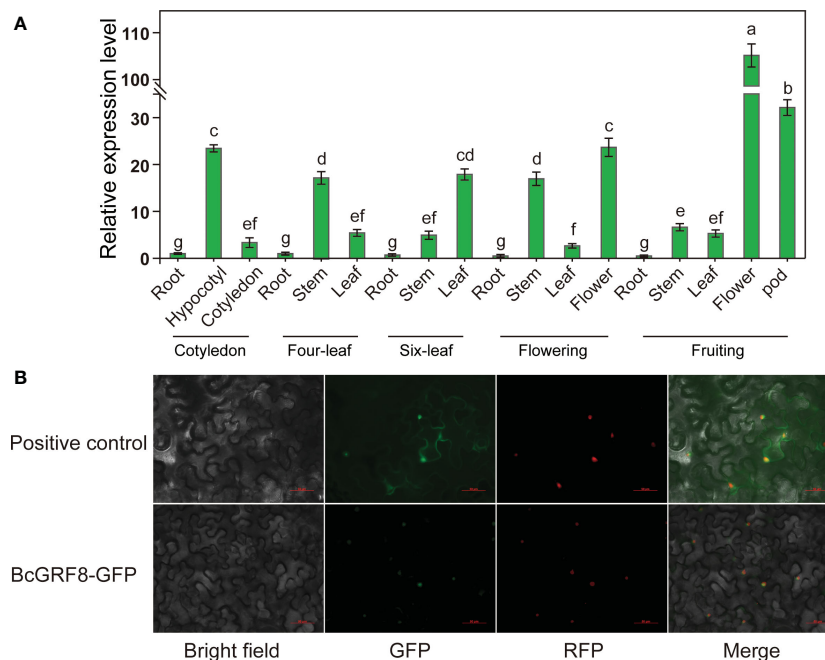 A
Relative expression level
110
100
30
20
10
0
g c ef g d ef g ef cd g d f c g e ef a b
Root Hypocotyl Cotyledon Root Stem Leaf Root Stem Leaf Root Stem Leaf Flower Root Stem Leaf Flower pod
Cotyledon Four-leaf Six-leaf Flowering Fruiting
B
Positive control
BcGRF8-GFP
Bright field GFP RFP Merge